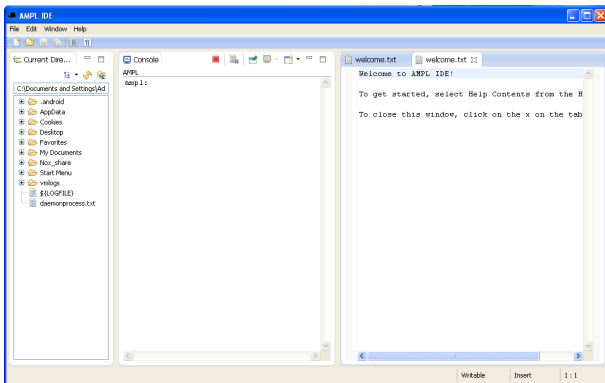 AMPL IDE
File Edit Window Help
Current Dire...
C:\Documents and Settings\Ad
.android
AppData
Cookies
Desktop
Favorites
My Documents
Nox_share
Start Menu
vmlogs
${LOGFILE}
daemonprocess.txt
Console
AMPL
ampl:
welcome.txt
welcome.txt
Welcome to AMPL IDE!
To get started, select Help Contents from the H
To close this window, click on the x on the tab
Writable Insert 1 : 1